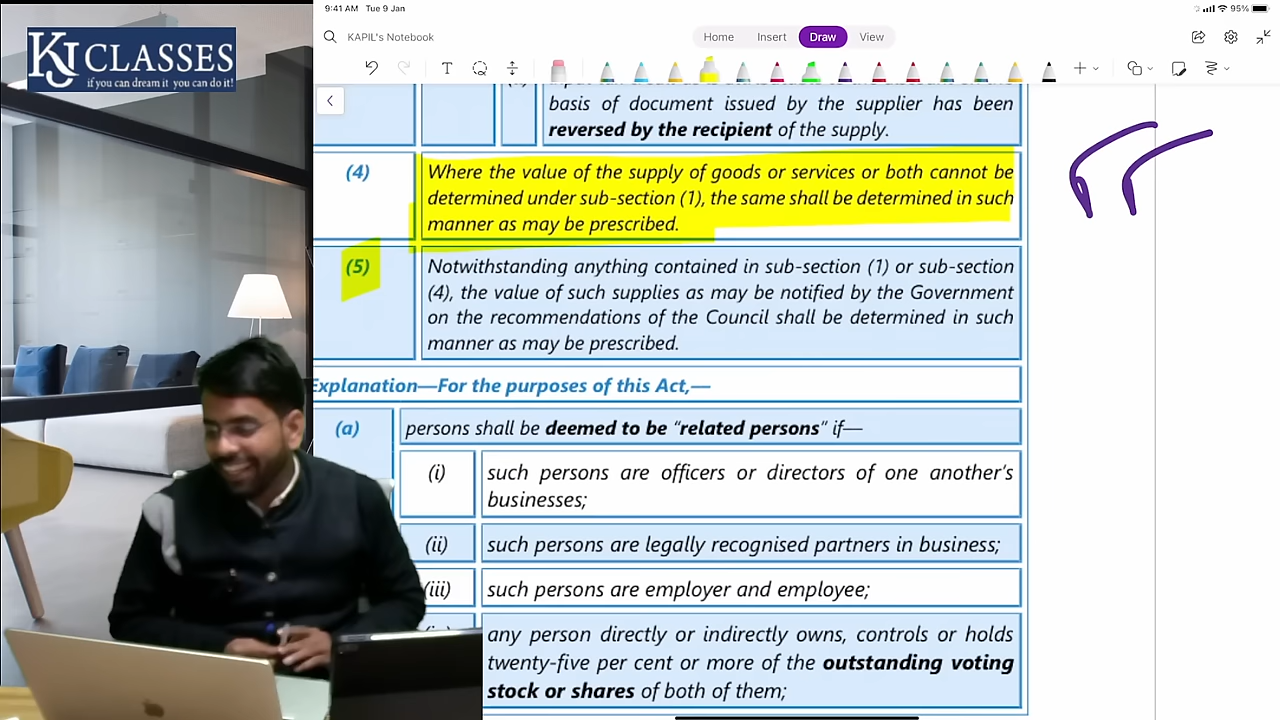 KJ CLASSES
if you can dream it you can do it!
9:41 AM Tue 9 Jan
95%
KAPIL's Notebook
Home Insert Draw View
basis of document issued by the supplier has been
reversed by the recipient of the supply.
(4) Where the value of the supply of goods or services or both cannot be
determined under sub-section (1), the same shall be determined in such
manner as may be prescribed.
(5) Notwithstanding anything contained in sub-section (1) or sub-section
(4), the value of such supplies as may be notified by the Government
on the recommendations of the Council shall be determined in such
manner as may be prescribed.
Explanation—For the purposes of this Act,—
(a) persons shall be deemed to be “related persons” if—
(i) such persons are officers or directors of one another's
businesses;
(ii) such persons are legally recognised partners in business;
(iii) such persons are employer and employee;
any person directly or indirectly owns, controls or holds
twenty-five per cent or more of the outstanding voting
stock or shares of both of them;